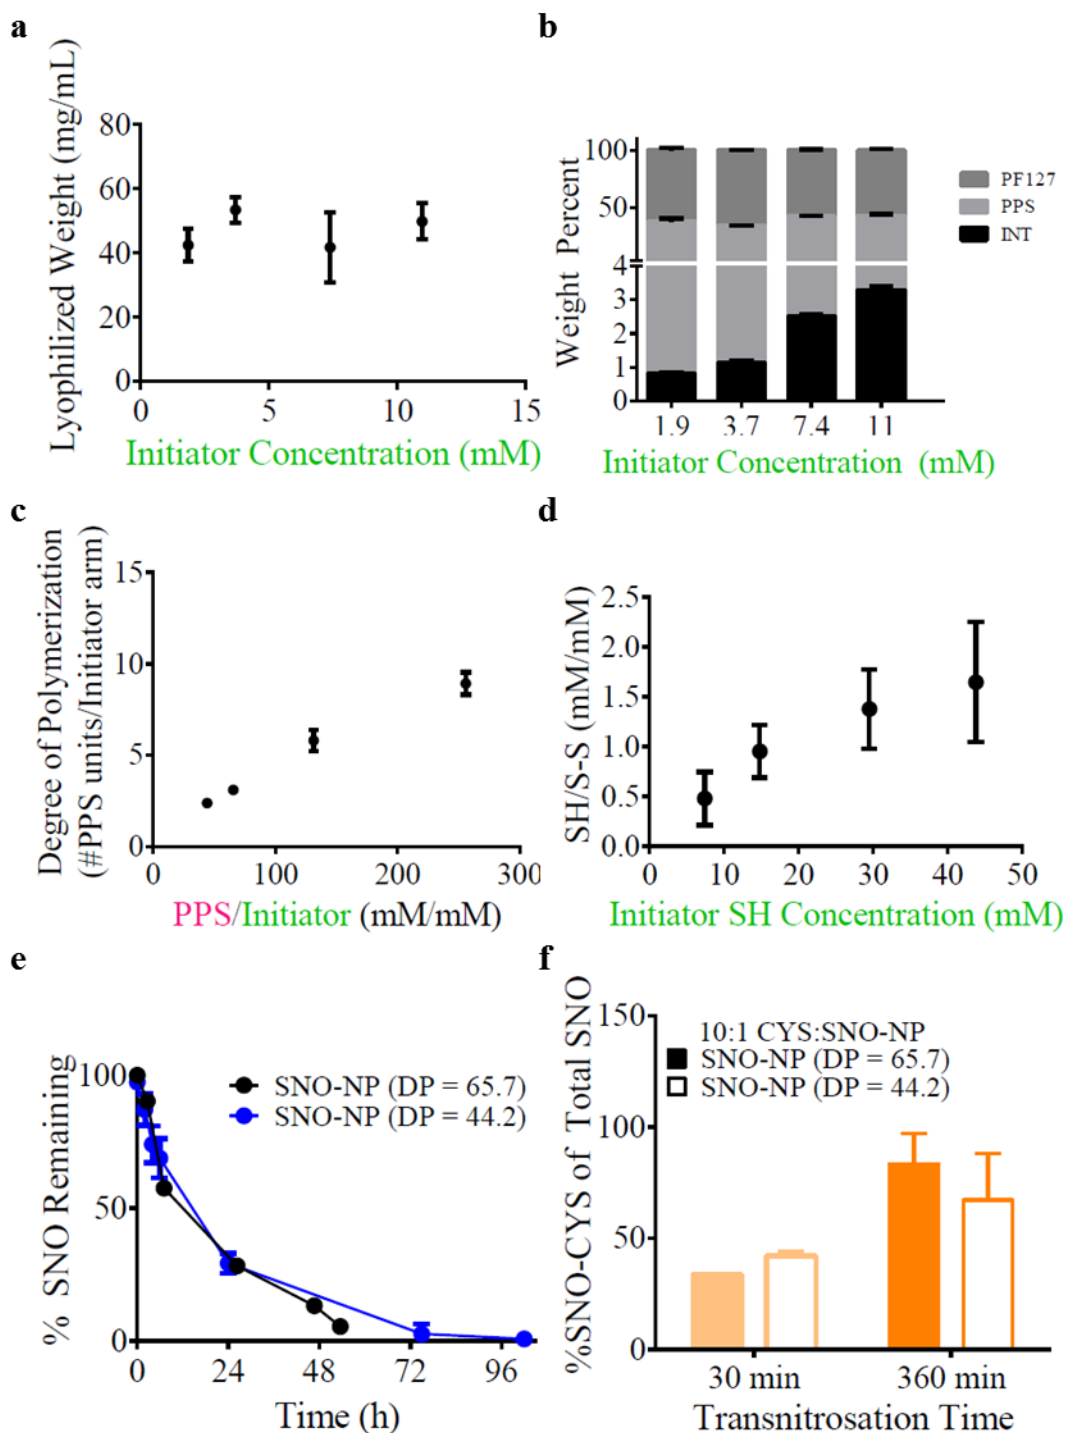 a
Lyophilized Weight (mg/mL)
80
60
40
20
0
0 5 10 15
Initiator Concentration (mM)
b
Weight Percent
100
50
4
4
3
2
1
0
1.9 3.7 7.4 11
Initiator Concentration (mM)
PF127
PPS
INT
c
Degree of Polymerization
(#PPS units/Initiator arm)
15
10
5
0
0 100 200 300
PPS/Initiator (mM/mM)
d
SH/S-S (mM/mM)
2.5
2.0
1.5
1.0
0.5
0.0
0 10 20 30 40 50
Initiator SH Concentration (mM)
e
% SNO Remaining
100
50
0
0 24 48 72 96
Time (h)
SNO-NP (DP = 65.7)
SNO-NP (DP = 44.2)
f
%SNO-CYS of Total SNO
150
100
50
0
10:1 CYS:SNO-NP
SNO-NP (DP = 65.7)
SNO-NP (DP = 44.2)
30 min 360 min
Transnitrosation Time